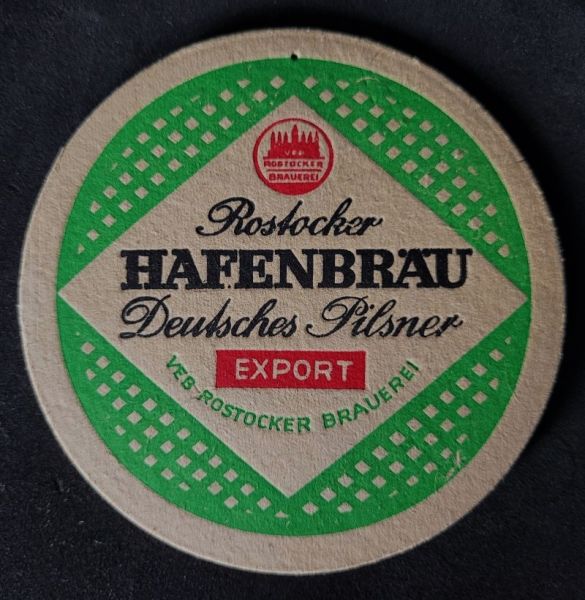 VEB
ROSTOCKER
BRAUEREI
Rostocker
HAFENBRÄU
Deutsches Pilsner
EXPORT
VEB ROSTOCKER BRAUEREI